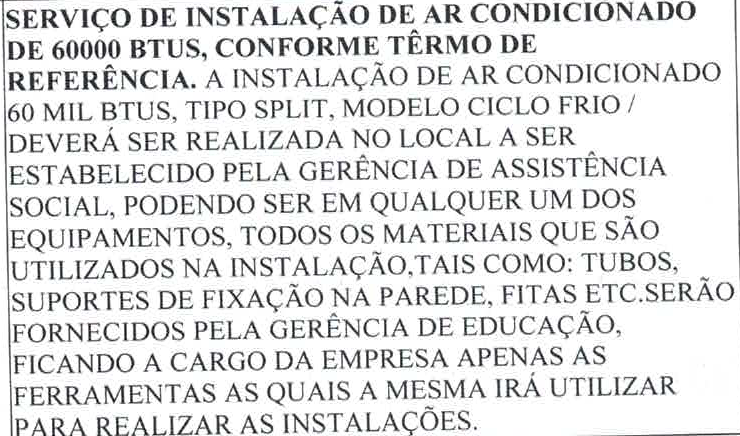 SERVIÇO DE INSTALAÇÃO DE AR CONDICIONADO
DE 60000 BTUS, CONFORME TÊRMO DE
REFERÊNCIA. A INSTALAÇÃO DE AR CONDICIONADO
60 MIL BTUS, TIPO SPLIT, MODELO CICLO FRIO /
DEVERÁ SER REALIZADA NO LOCAL A SER
ESTABELECIDO PELA GERÊNCIA DE ASSISTÊNCIA
SOCIAL, PODENDO SER EM QUALQUER UM DOS
EQUIPAMENTOS, TODOS OS MATERIAIS QUE SÃO
UTILIZADOS NA INSTALAÇÃO,TAIS COMO: TUBOS,
SUPORTES DE FIXAÇÃO NA PAREDE, FITAS ETC.SERÃO
FORNECIDOS PELA GERÊNCIA DE EDUCAÇÃO,
FICANDO A CARGO DA EMPRESA APENAS AS
FERRAMENTAS AS QUAIS A MESMA IRÁ UTILIZAR
PARA REALIZAR AS INSTALAÇÕES.